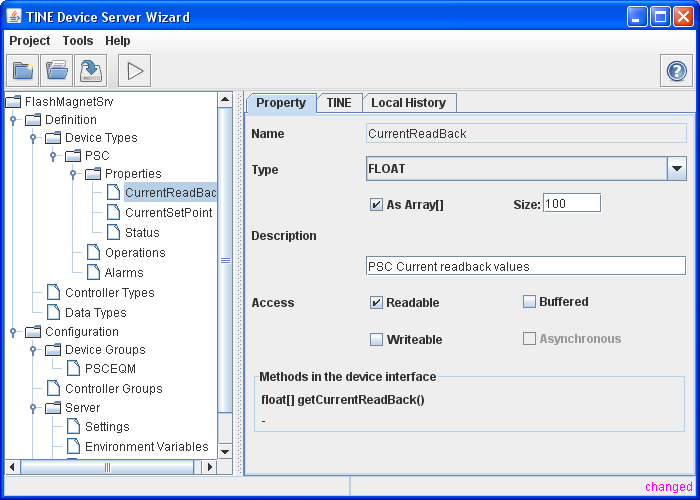 TINE Device Server Wizard
Project Tools Help
FlashMagnetSrv
Definition
Device Types
PSC
Properties
CurrentReadBac
CurrentSetPoint
Status
Operations
Alarms
Controller Types
Data Types
Configuration
Device Groups
PSCEQM
Controller Groups
Server
Settings
Environment Variables
Property TINE Local History
Name CurrentReadBack
Type FLOAT
As Array[] Size: 100
Description
PSC Current readback values
Access Readable Buffered
Writeable Asynchronous
Methods in the device interface
float[] getCurrentReadBack()
-
changed